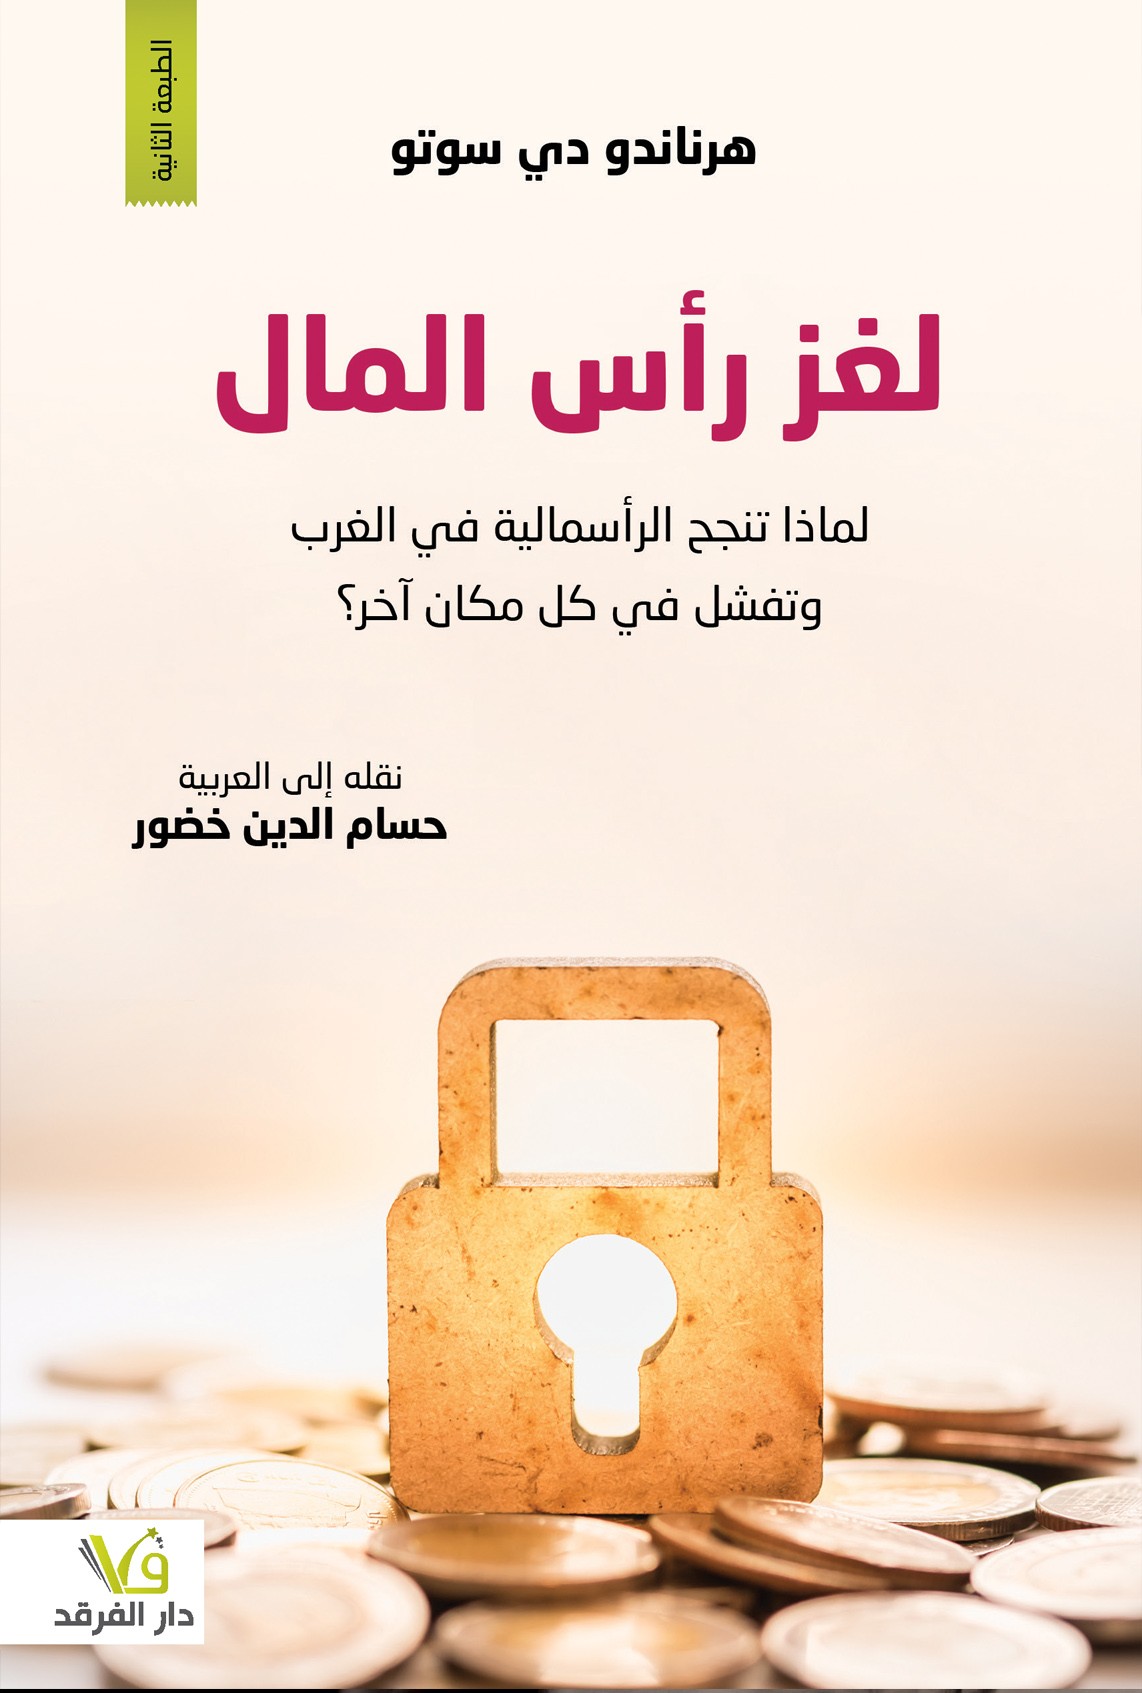 الطبعة الثانية
هرناندو دي سوتو
لغز رأس المال
لماذا تنجح الرأسمالية في الغرب
وتفشل في كل مكان آخر؟
نقله إلى العربية
حسام الدين خضور
دار الفرقد